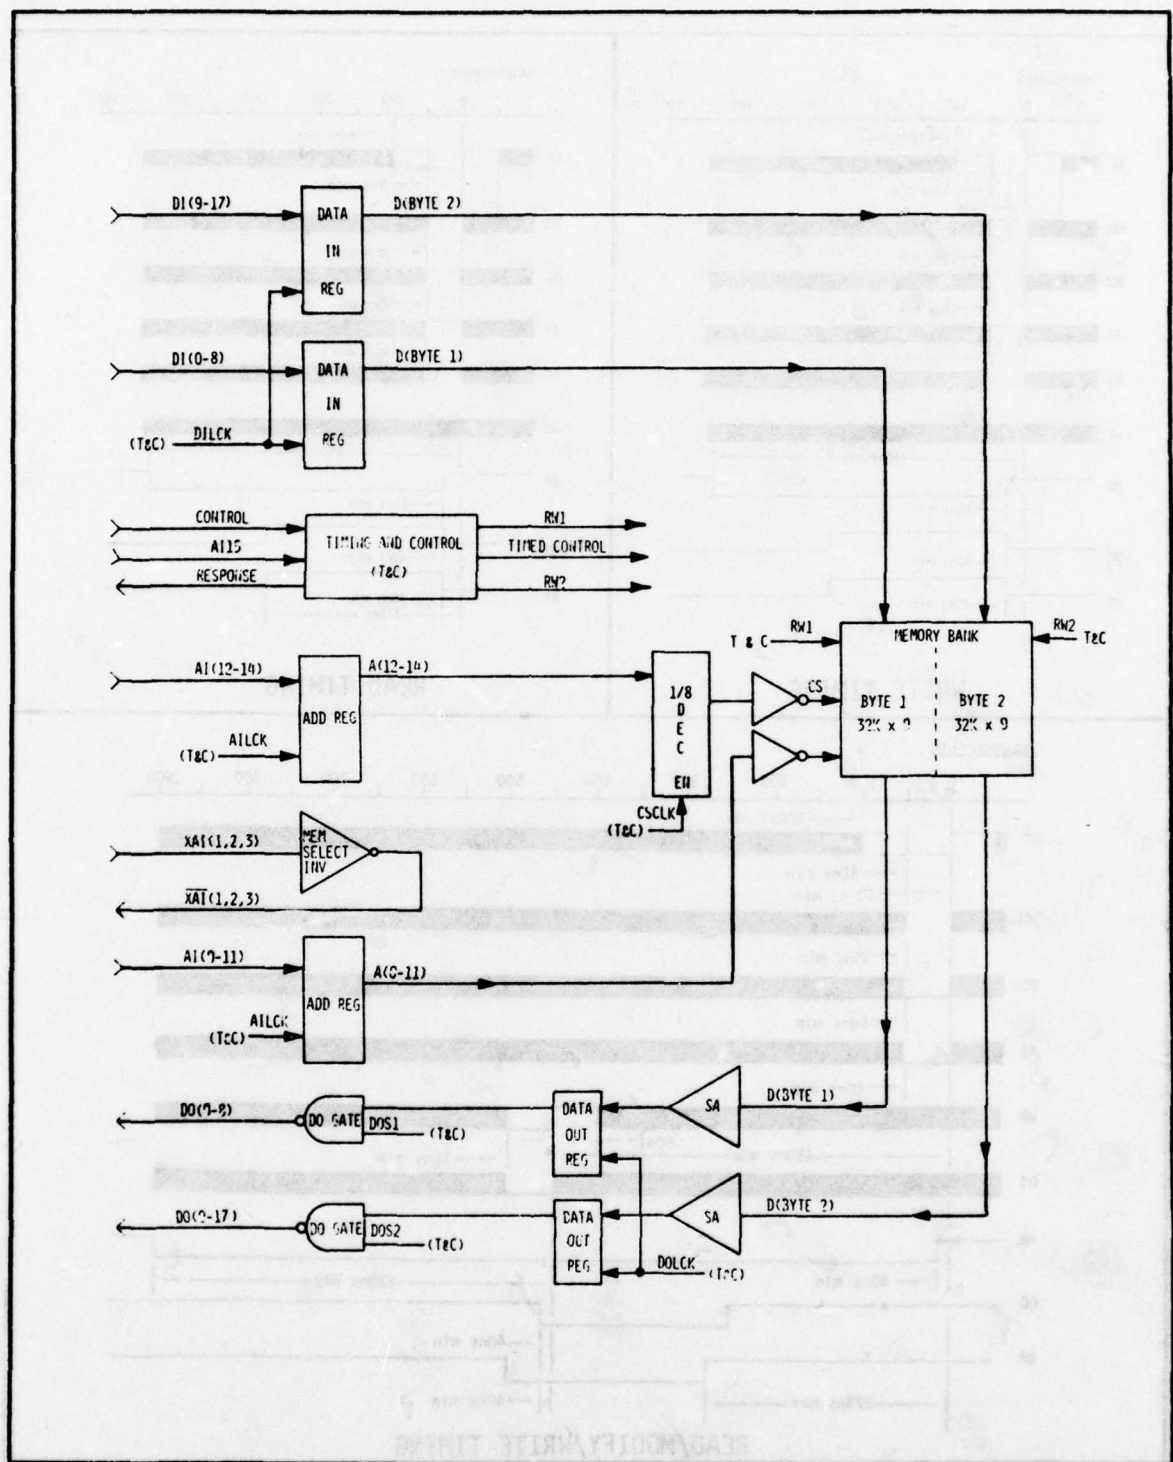 DI(9-17)
DATA
IN
REG
D(BYTE 2)
DI(0-8)
DATA
IN
REG
D(BYTE 1)
(T&C)
DILCK
CONTROL
AI15
RESPONSE
TIMING AND CONTROL
(T&C)
RW1
TIMED CONTROL
RW2
AI(12-14)
ADD REG
A(12-14)
AILCK
(T&C)
1/8
D
E
C
EN
CSCLK
(T&C)
CS
T & C
RW1
MEMORY BANK
RW2
T&C
BYTE 1
32K x 9
BYTE 2
32K x 9
XAI(1,2,3)
MEM
SELECT
INV
XAI(1,2,3)
AI(0-11)
ADD REG
A(0-11)
AILCK
(T&C)
DO(0-8)
DO GATE
DOS1
(T&C)
DATA
OUT
REG
SA
D(BYTE 1)
DO(9-17)
DO GATE
DOS2
(T&C)
DATA
OUT
REG
SA
D(BYTE 2)
DOLCK
(T&C)
READ TIMING
READ/MODIFY/WRITE TIMING